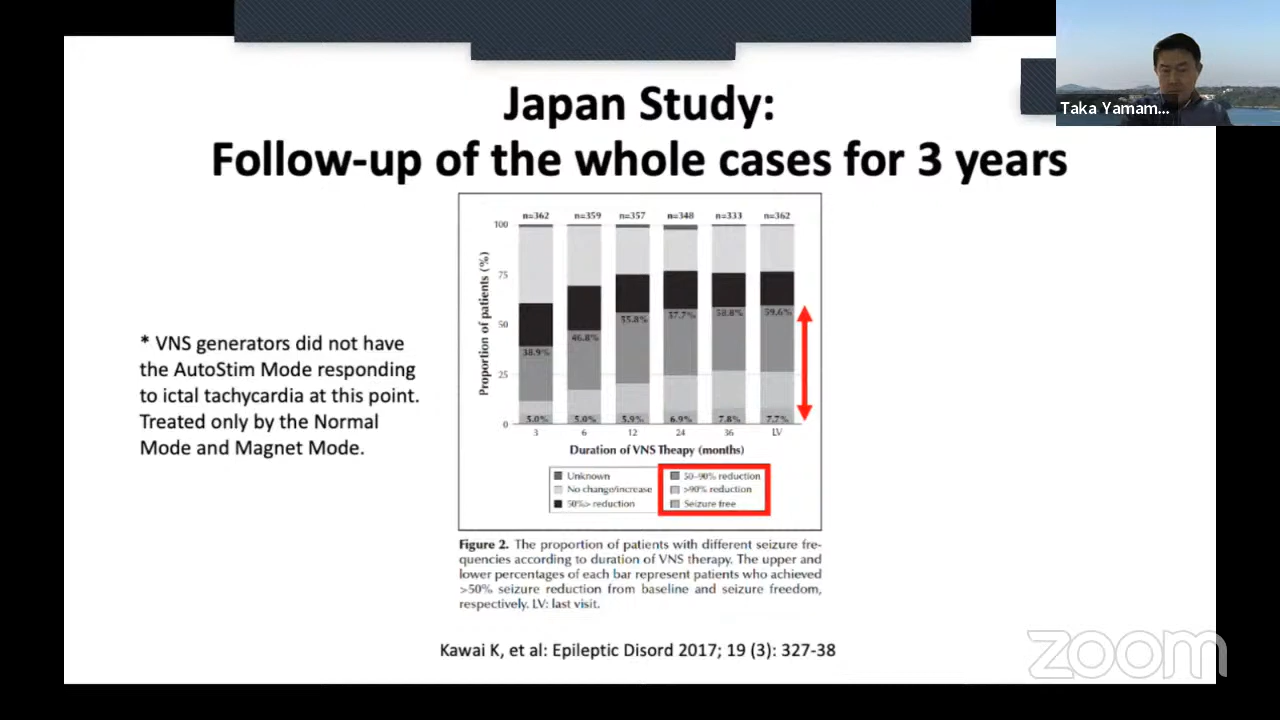 Japan Study:
Follow-up of the whole cases for 3 years
Taka Yamam...
* VNS generators did not have
the AutoStim Mode responding
to ictal tachycardia at this point.
Treated only by the Normal
Mode and Magnet Mode.
n=362 n=359 n=357 n=348 n=333 n=362
Proportion of patients (%)
100
75
50
25
0
38.9% 46.8% 55.8% 57.7% 58.8% 59.6%
5.0% 5.0% 5.9% 6.9% 7.8% 7.7%
3 6 12 24 36 LV
Duration of VNS Therapy (months)
Unknown
No change/increase
50%> reduction
50–90% reduction
>90% reduction
Seizure free
Figure 2. The proportion of patients with different seizure fre-
quencies according to duration of VNS therapy. The upper and
lower percentages of each bar represent patients who achieved
>50% seizure reduction from baseline and seizure freedom,
respectively. LV: last visit.
Kawai K, et al: Epileptic Disord 2017; 19 (3): 327-38
zoom